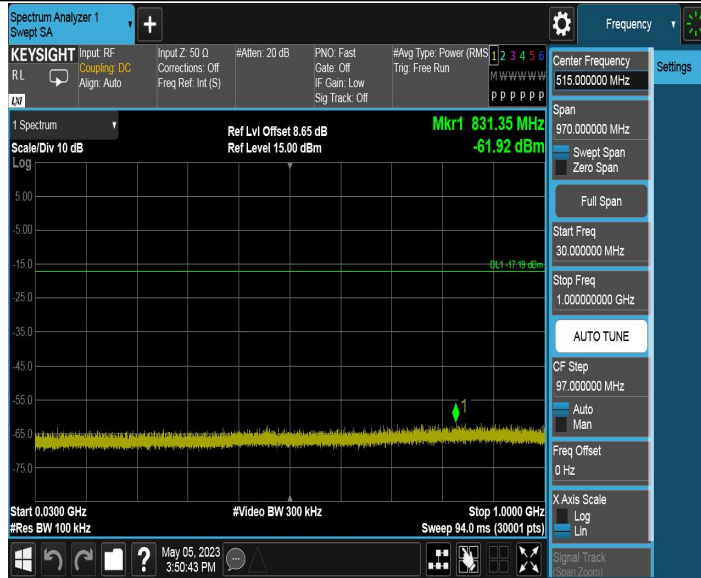 Spectrum Analyzer 1
Swept SA
+
Frequency
KEYSIGHT
RL
LXI
Input: RF
Coupling: DC
Align: Auto
Input Z: 50 Ω
Corrections: Off
Freq Ref: Int (S)
#Atten: 20 dB
PNO: Fast
Gate: Off
IF Gain: Low
Sig Track: Off
#Avg Type: Power (RMS
Trig: Free Run
1 2 3 4 5 6
M W W W W W
P P P P P P
1 Spectrum
Scale/Div 10 dB
Log
Ref Lvl Offset 8.65 dB
Ref Level 15.00 dBm
Mkr1 831.35 MHz
-61.92 dBm
5.00
-5.00
-15.0
-25.0
-35.0
-45.0
-55.0
-65.0
-75.0
DL1 -17.19 dBm
1
Start 0.0300 GHz
#Res BW 100 kHz
#Video BW 300 kHz
Stop 1.0000 GHz
Sweep 94.0 ms (30001 pts)
?
May 05, 2023
3:50:43 PM
Center Frequency
515.000000 MHz
Span
970.000000 MHz
Swept Span
Zero Span
Full Span
Start Freq
30.000000 MHz
Stop Freq
1.000000000 GHz
AUTO TUNE
CF Step
97.000000 MHz
Auto
Man
Freq Offset
0 Hz
X Axis Scale
Log
Lin
Signal Track
(Span Zoom)
Settings